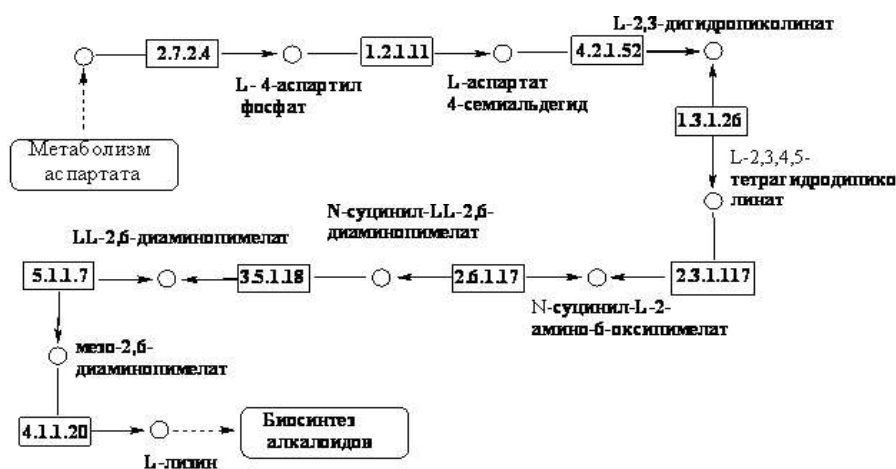 L-2,3-дигидропиколинат
2.7.2.4
1.2.1.11
4.2.1.52
L- 4-аспартил
фосфат
L-аспартат
4-семиальдегид
1.3.1.26
Метаболизм
аспартата
L-2,3,4,5-
тетрагидродипико
линат
N-суцинил-LL-2,6-
диаминопимелат
LL-2,6-диаминопимелат
5.1.1.7
3.5.1.18
2.6.1.17
2.3.1.117
N-суцинил-L-2-
амино-6-оксипимелат
мезо-2,6-
диаминопимелат
4.1.1.20
Биосинтез
алкалоидов
L-лизин